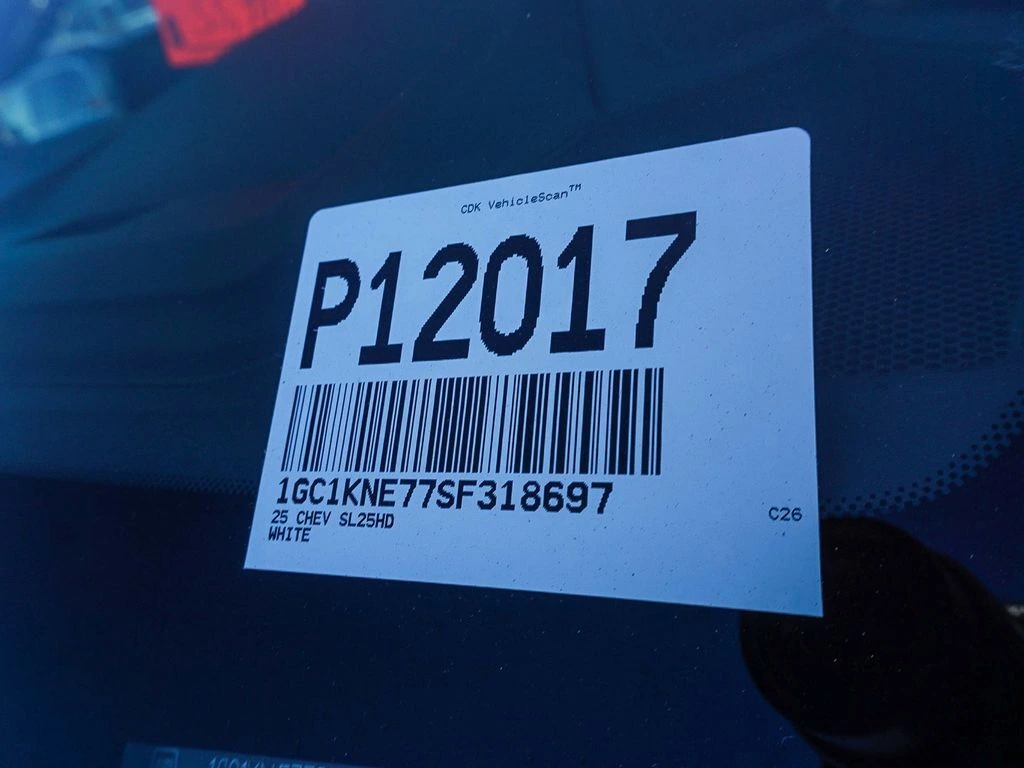 CDK VehicleScan™
P12017
1GC1KNE77SF318697
25 CHEV SL25HD
WHITE
C26